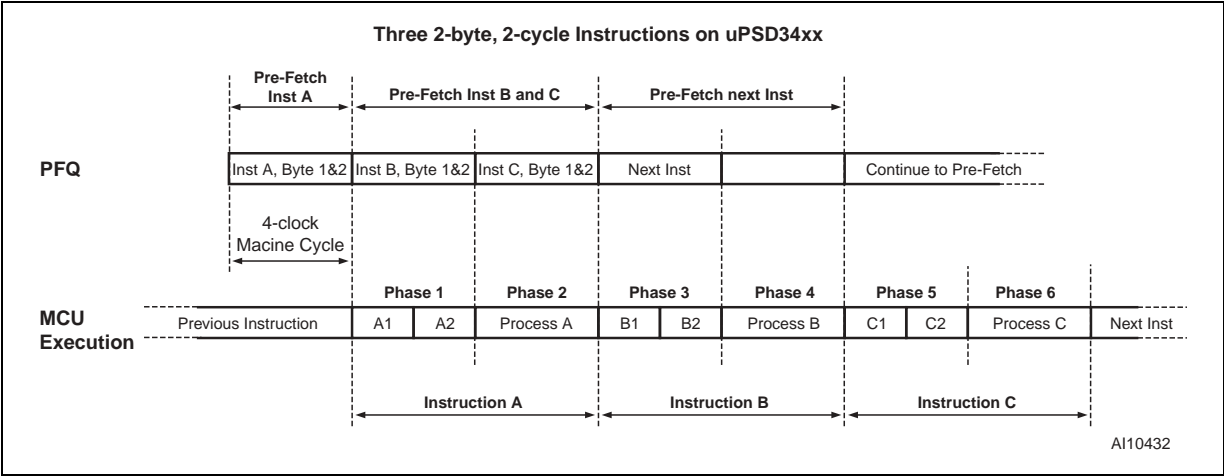 Three 2-byte, 2-cycle Instructions on uPSD34xx
Pre-Fetch
Inst A
Pre-Fetch Inst B and C
Pre-Fetch next Inst
PFQ
Inst A, Byte 1&2
Inst B, Byte 1&2
Inst C, Byte 1&2
Next Inst
Continue to Pre-Fetch
4-clock
Macine Cycle
Phase 1
Phase 2
Phase 3
Phase 4
Phase 5
Phase 6
MCU
Execution
Previous Instruction
A1
A2
Process A
B1
B2
Process B
C1
C2
Process C
Next Inst
Instruction A
Instruction B
Instruction C
AI10432